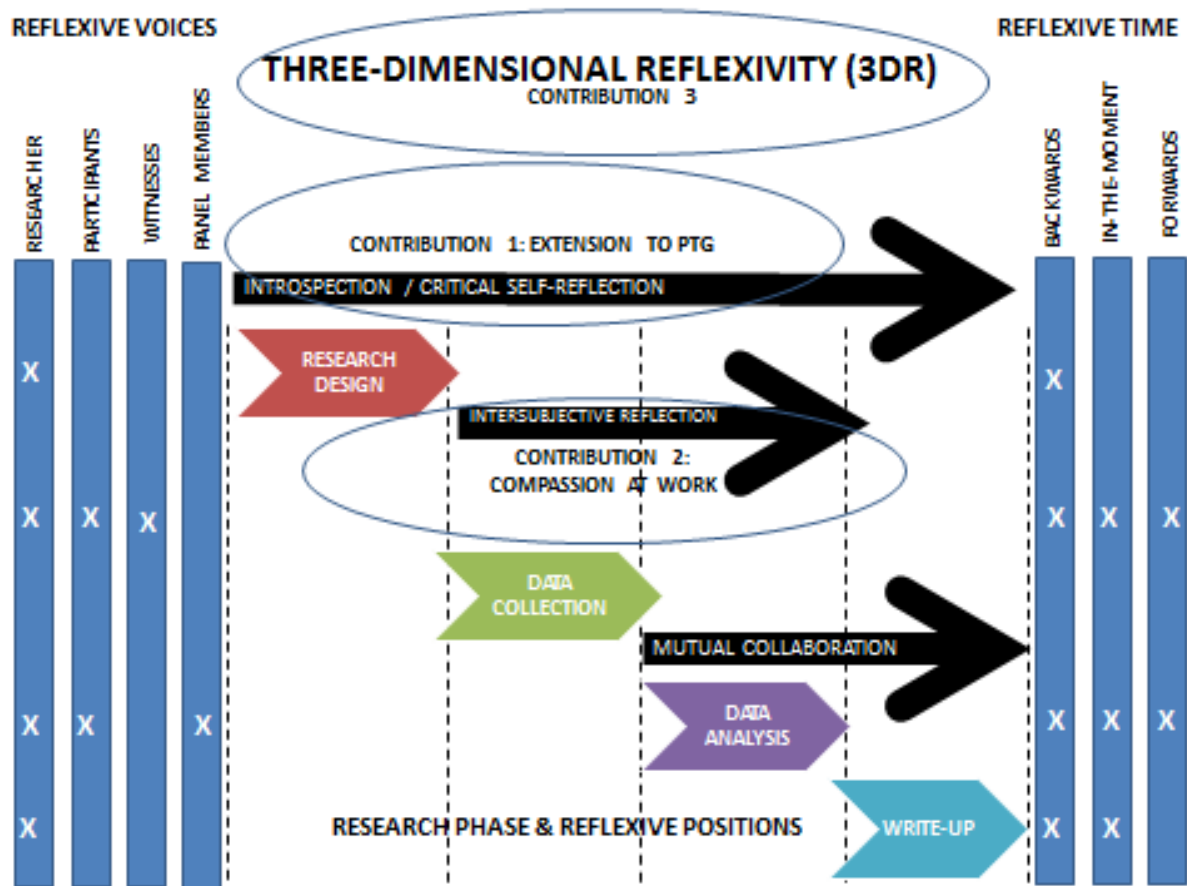 REFLEXIVE VOICES
REFLEXIVE TIME
THREE-DIMENSIONAL REFLEXIVITY (3DR)
CONTRIBUTION 3
RESEARCHER
PARTICIPANTS
WITNESSES
PANEL MEMBERS
BACKWARDS
IN-THE-MOMENT
FORWARDS
CONTRIBUTION 1: EXTENSION TO PTG
INTROSPECTION / CRITICAL SELF-REFLECTION
RESEARCH
DESIGN
X
X
INTERSUBJECTIVE REFLECTION
CONTRIBUTION 2:
COMPASSION AT WORK
X X X
X X X
DATA
COLLECTION
MUTUAL COLLABORATION
DATA
ANALYSIS
X X X
X X X
RESEARCH PHASE & REFLEXIVE POSITIONS
WRITE-UP
X
X X